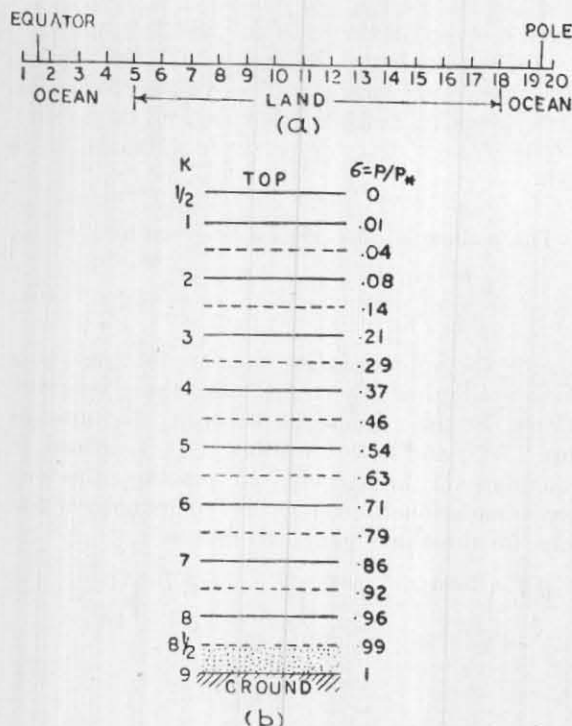 EQUATOR POLE
1 2 3 4 5 6 7 8 9 10 11 12 13 14 15 16 17 18 19 20
OCEAN LAND OCEAN
(a)
K TOP σ=P/P*
1/2 0
1 .01
.04
2 .08
.14
3 .21
.29
4 .37
.46
5 .54
.63
6 .71
.79
7 .86
.92
8 .96
8 1/2 .99
9 GROUND 1
(b)